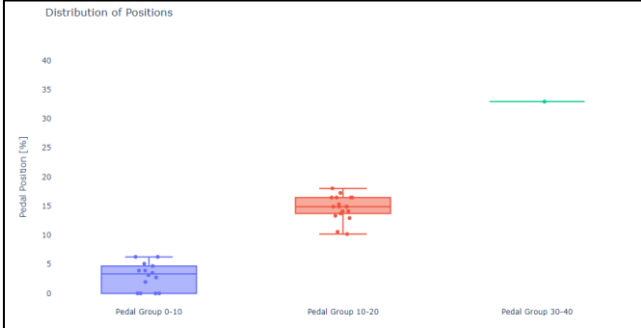 Distribution of Positions
40
35
30
25
20
15
10
5
0
Pedal Position [%]
Pedal Group 0-10
Pedal Group 10-20
Pedal Group 30-40